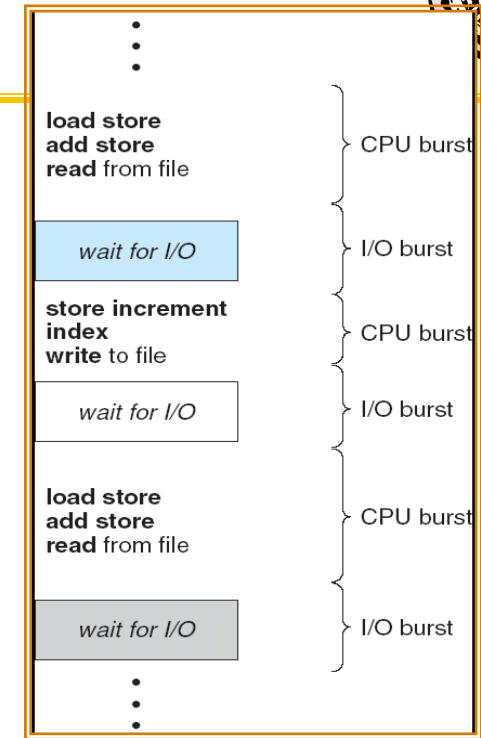 load store
add store
read from file
CPU burst
wait for I/O
I/O burst
store increment
index
write to file
CPU burst
wait for I/O
I/O burst
load store
add store
read from file
CPU burst
wait for I/O
I/O burst